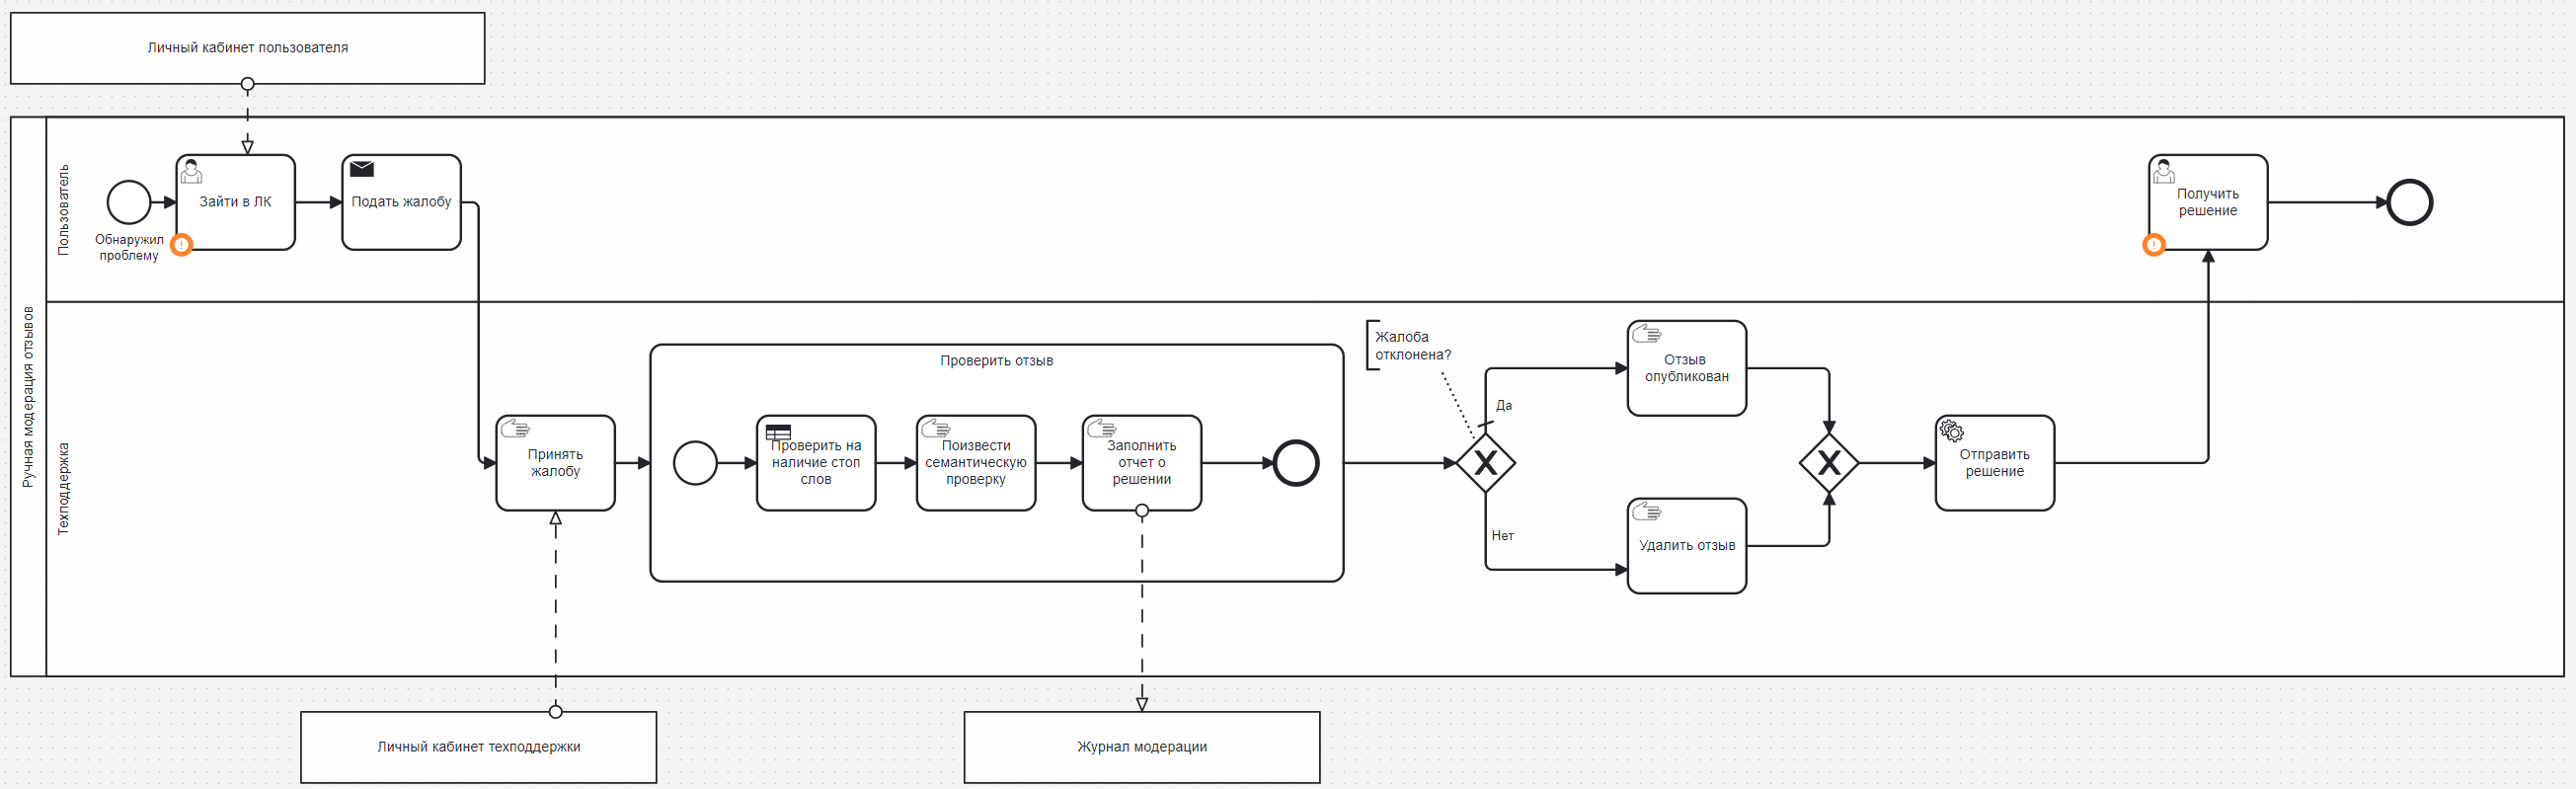 Личный кабинет пользователя
Ручная модерация отзывов
Пользователь
Обнаружил
проблему
Зайти в ЛК
Подать жалобу
Получить
решение
Техподдержка
Принять
жалобу
Проверить отзыв
Проверить на
наличие стоп
слов
Поизвести
семантическую
проверку
Заполнить
отчет о
решении
Жалоба
отклонена?
Да
Нет
Отзыв
опубликован
Удалить отзыв
Отправить
решение
Личный кабинет техподдержки
Журнал модерации